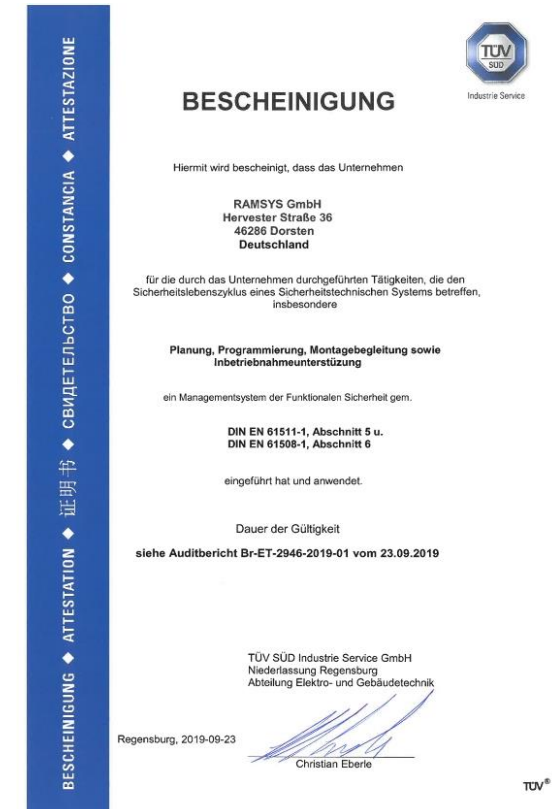 TÜV
SÜD
Industrie Service
BESCHEINIGUNG
Hiermit wird bescheinigt, dass das Unternehmen
RAMSYS GmbH
Hervester Straße 36
46286 Dorsten
Deutschland
für die durch das Unternehmen durchgeführten Tätigkeiten, die den
Sicherheitslebenszyklus eines Sicherheitstechnischen Systems betreffen,
insbesondere
Planung, Programmierung, Montagebegleitung sowie
Inbetriebnahmeunterstüzung
ein Managementsystem der Funktionalen Sicherheit gem.
DIN EN 61511-1, Abschnitt 5 u.
DIN EN 61508-1, Abschnitt 6
eingeführt hat und anwendet.
Dauer der Gültigkeit
siehe Auditbericht Br-ET-2946-2019-01 vom 23.09.2019
TÜV SÜD Industrie Service GmbH
Niederlassung Regensburg
Abteilung Elektro- und Gebäudetechnik
Regensburg, 2019-09-23
Christian Eberle
TÜV®
BESCHEINIGUNG ◆ ATTESTATION ◆ 证明书 ◆ СВИДЕТЕЛЬСТВО ◆ CONSTANCIA ◆ ATTESTAZIONE